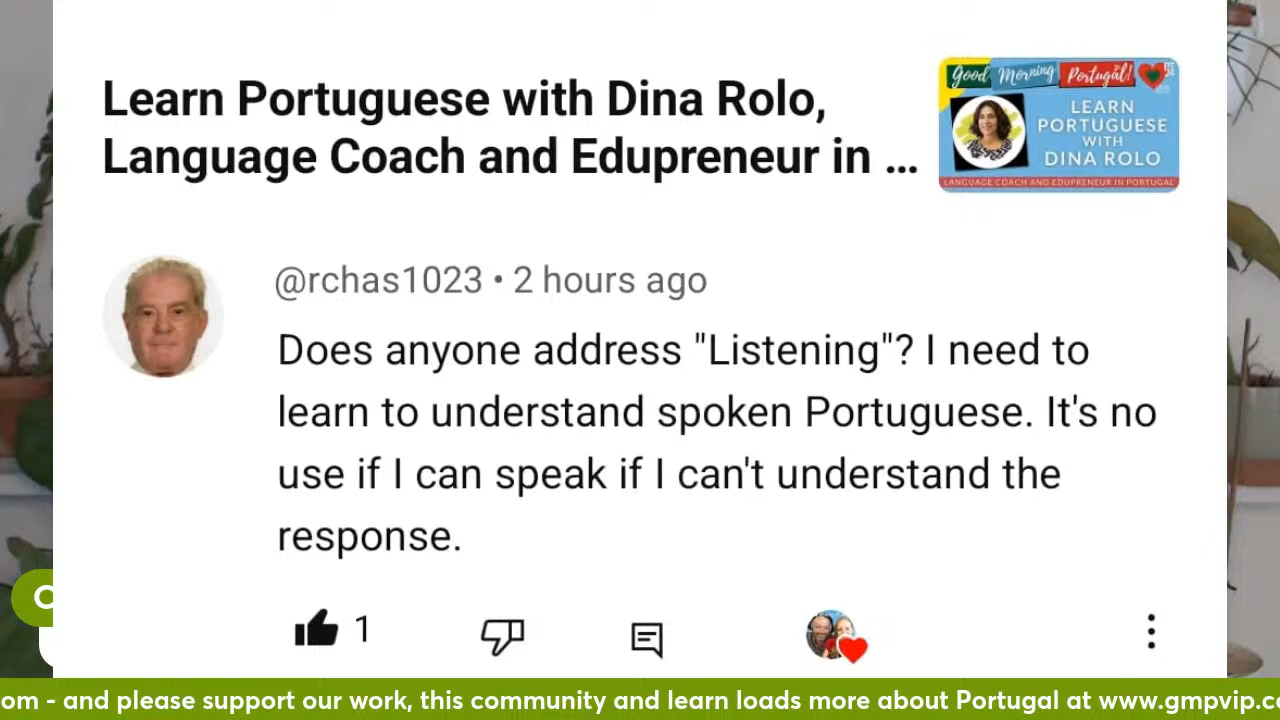 Learn Portuguese with Dina Rolo,
Language Coach and Edupreneur in ...
Good Morning Portugal!
LEARN
PORTUGUESE
WITH
DINA ROLO
LANGUAGE COACH AND EDUPRENEUR IN PORTUGAL
@rchas1023 • 2 hours ago
Does anyone address "Listening"? I need to
learn to understand spoken Portuguese. It's no
use if I can speak if I can't understand the
response.
1
om - and please support our work, this community and learn loads more about Portugal at www.gmpvip.c